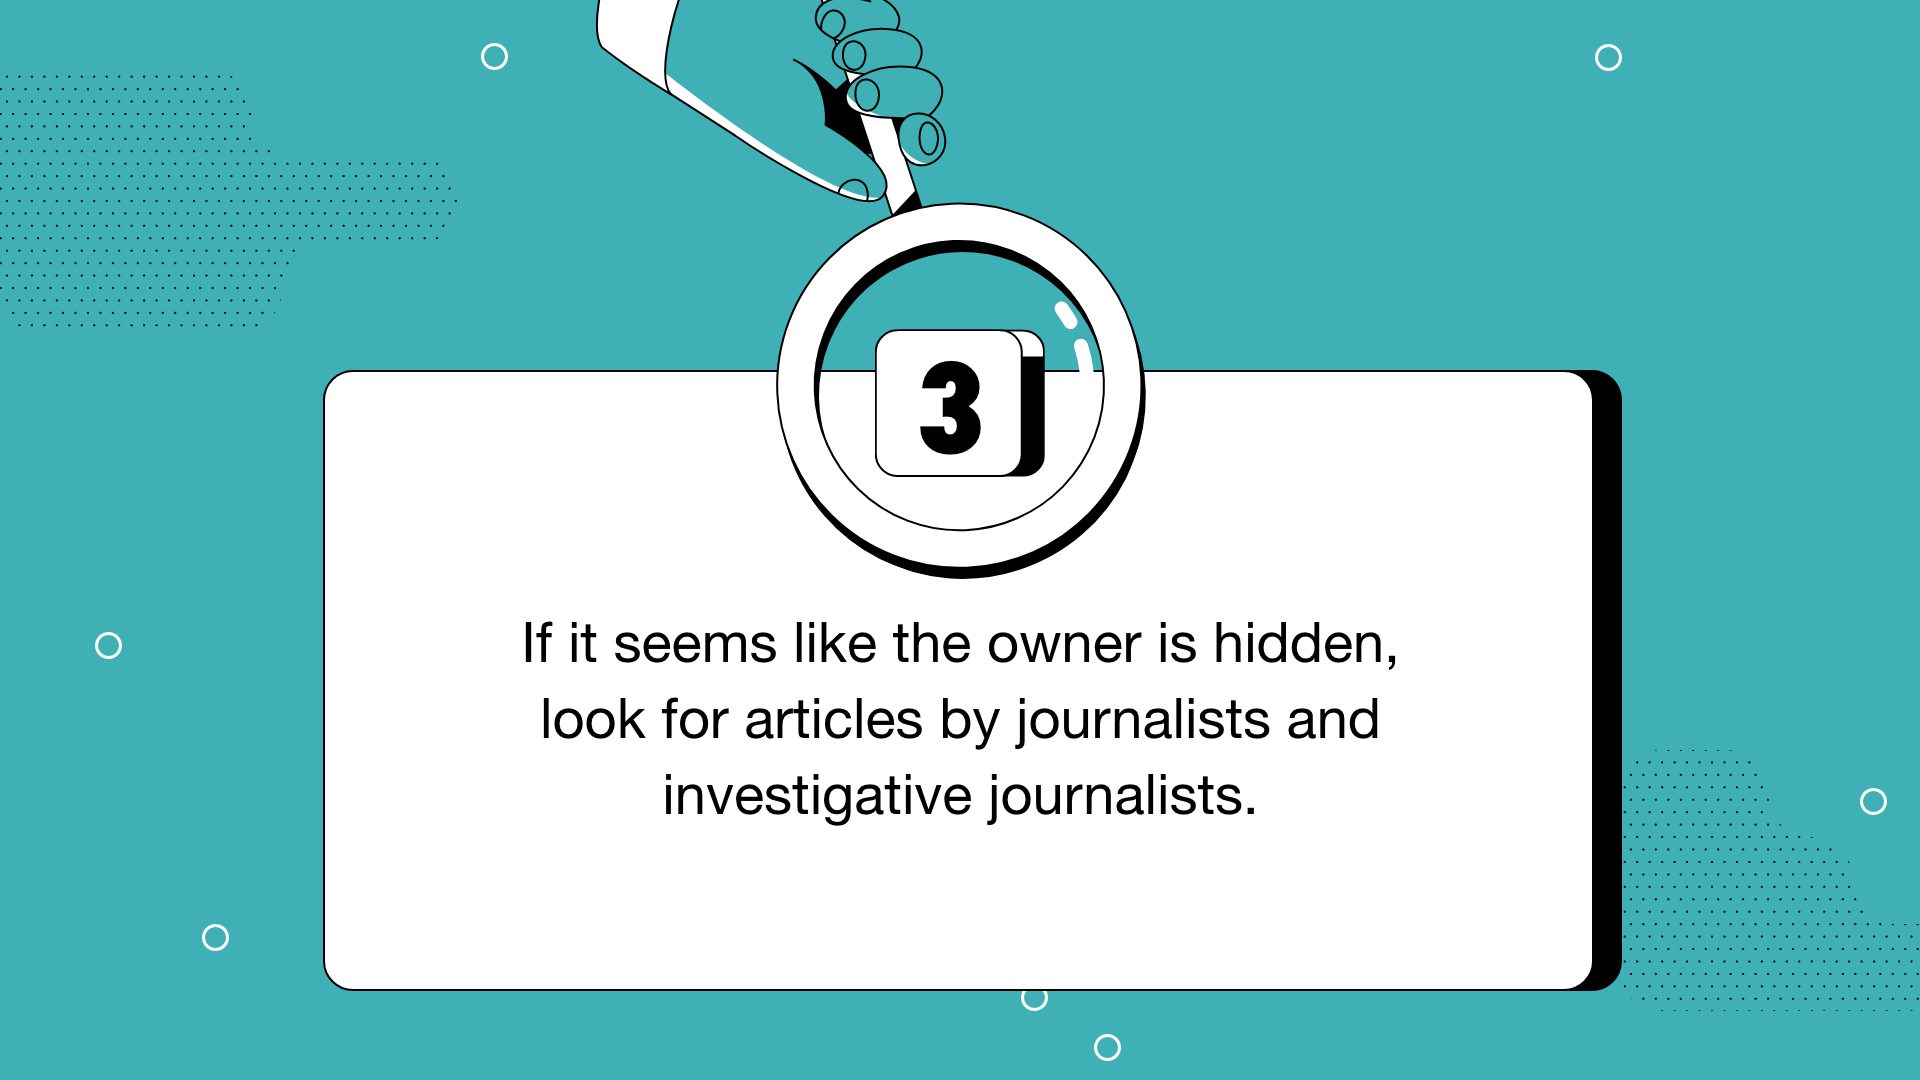 3
If it seems like the owner is hidden,
look for articles by journalists and
investigative journalists.